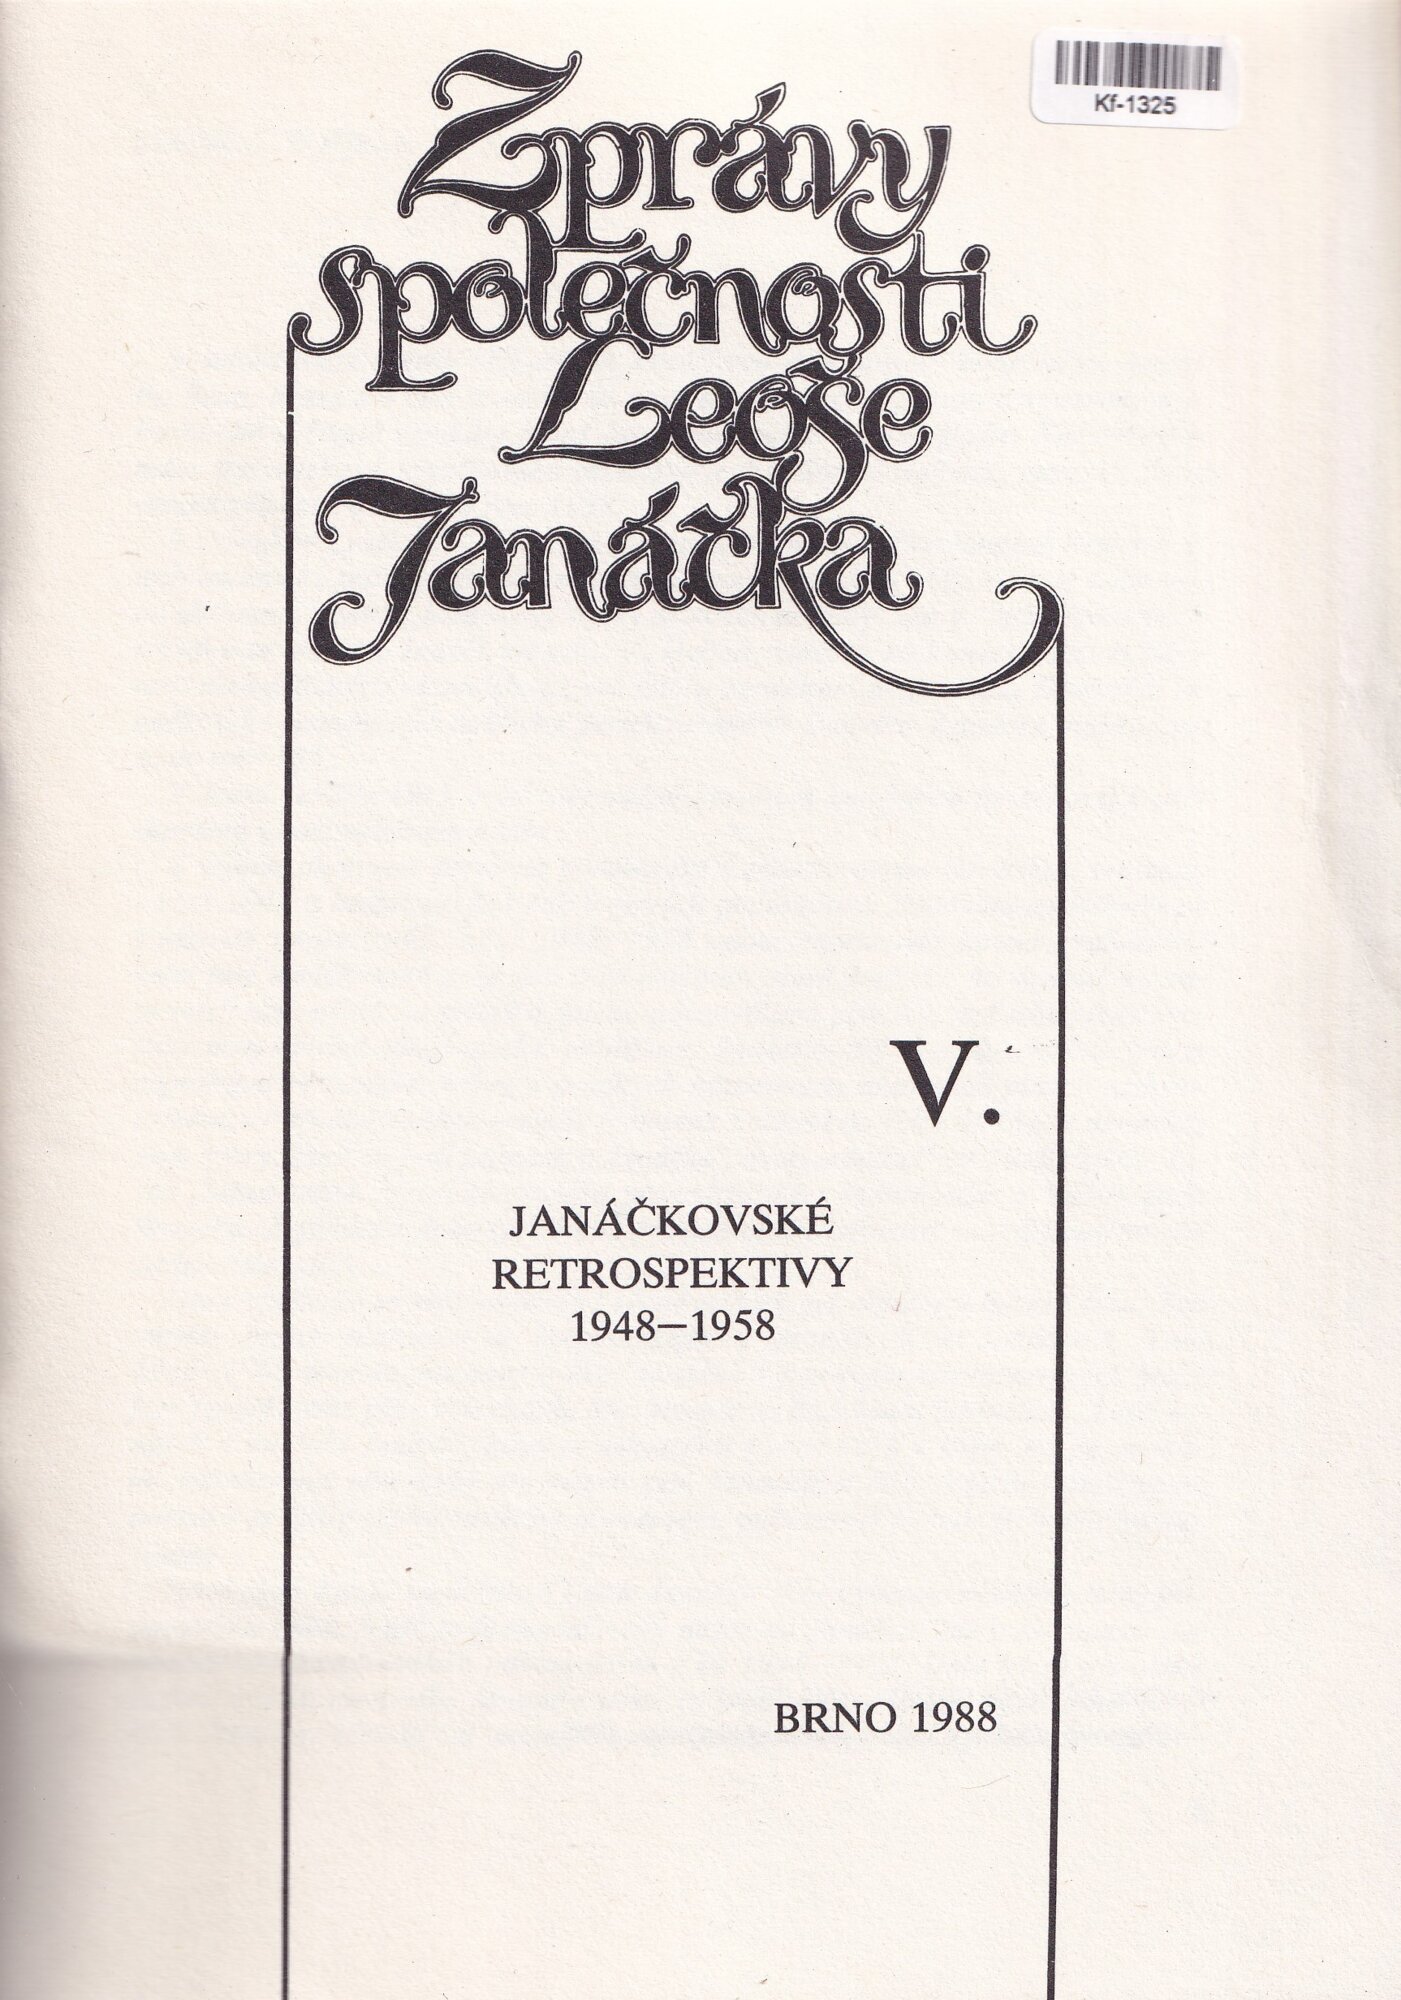 Kf-1325
Zprávy
společnosti
Leoše
Janáčka
V.
JANÁČKOVSKÉ
RETROSPEKTIVY
1948–1958
BRNO 1988